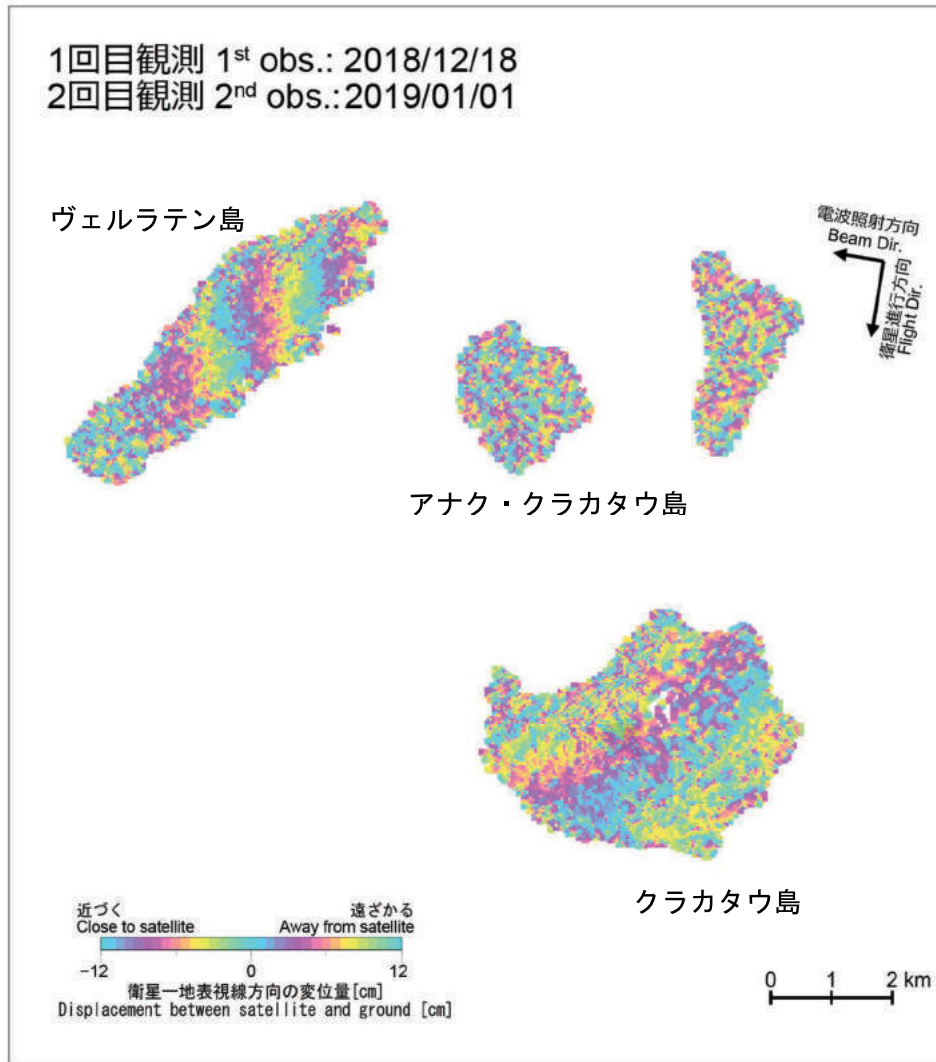 1回目観測 1st obs.: 2018/12/18
2回目観測 2nd obs.:2019/01/01
ヴェルラテン島
電波照射方向
Beam Dir.
衛星進行方向
Flight Dir.
アナク・クラカタウ島
クラカタウ島
近づく 遠ざかる
Close to satellite Away from satellite
−12 0 12
衛星－地表視線方向の変位量[cm]
Displacement between satellite and ground [cm]
0 1 2 km